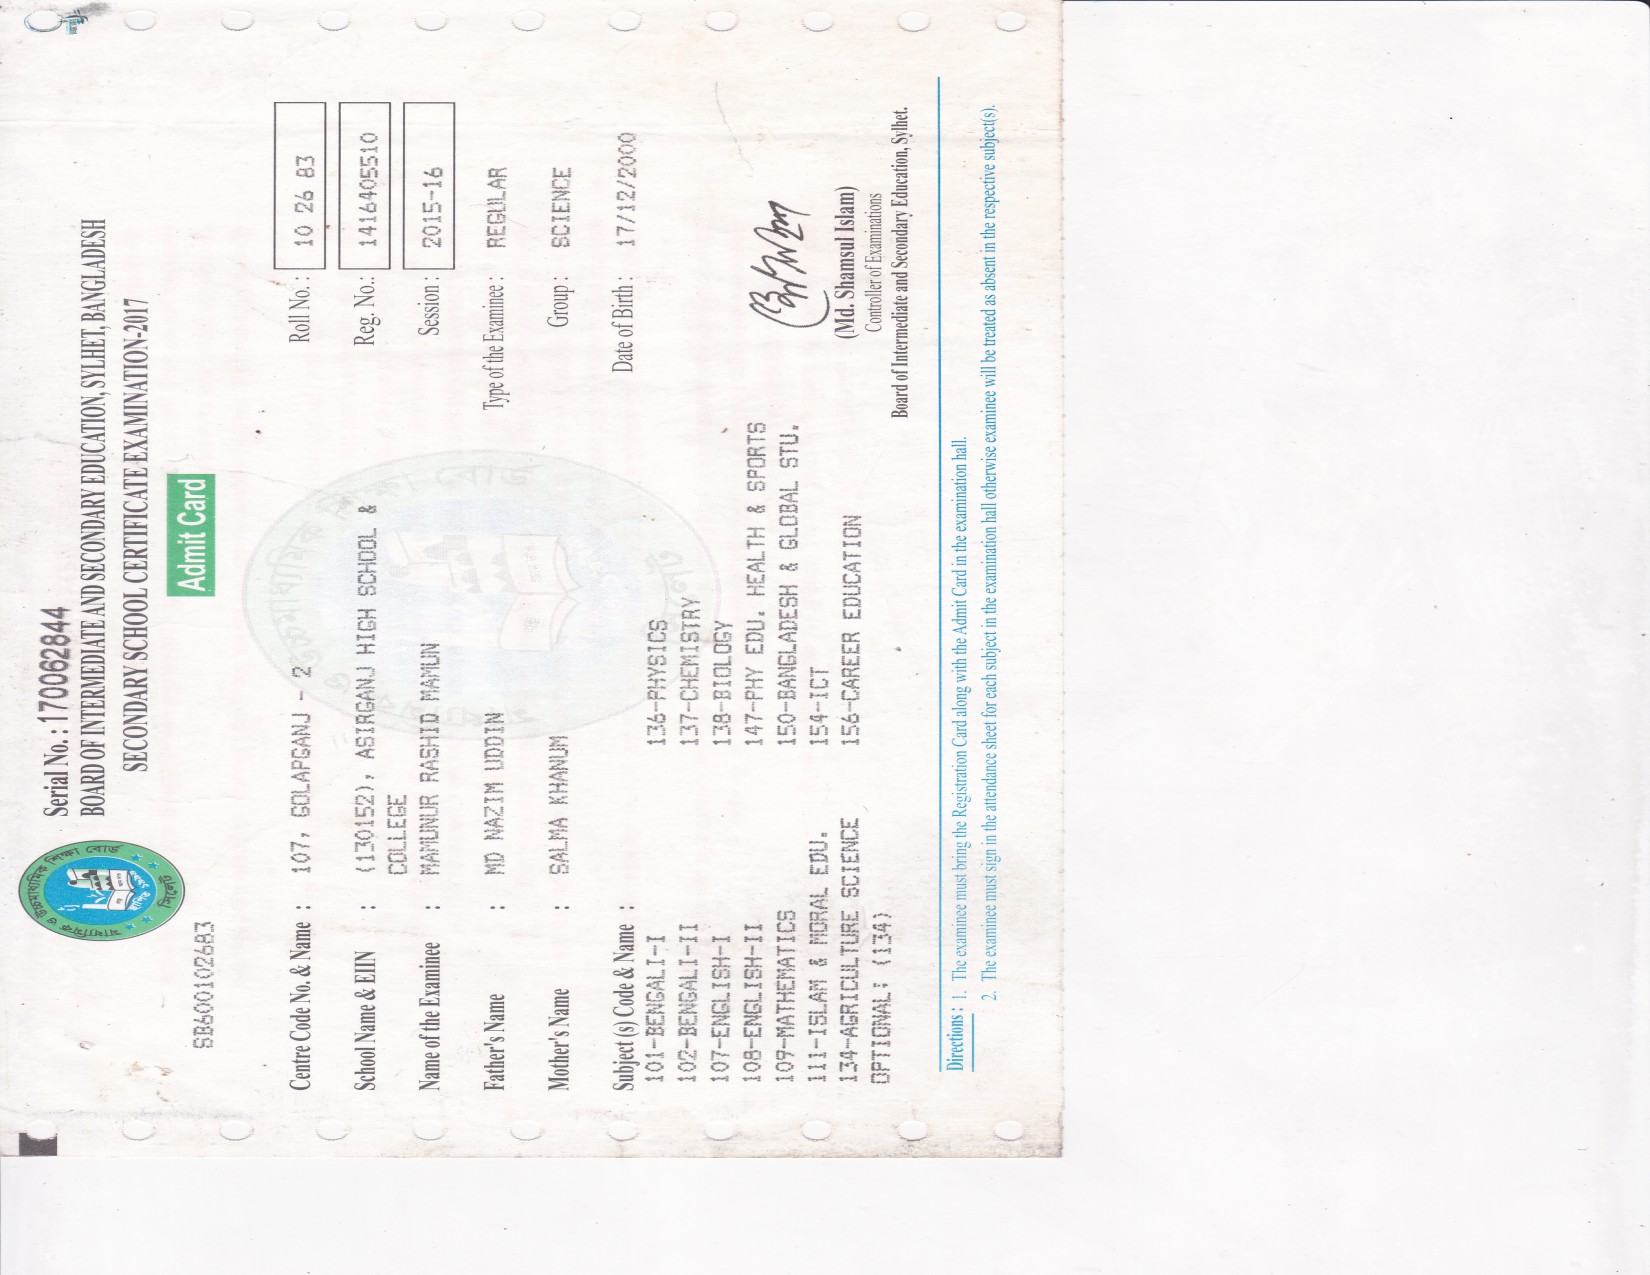 Serial No. : 170062844
BOARD OF INTERMEDIATE AND SECONDARY EDUCATION, SYLHET, BANGLADESH
SECONDARY SCHOOL CERTIFICATE EXAMINATION-2017
মাধ্যমিক ও উচ্চমাধ্যমিক শিক্ষা বোর্ড
সিলেট
Admit Card
SB600102683
Roll No. : 10 26 83
Centre Code No. & Name : 107, GOLAPGANJ - 2
Reg. No. : 1416405510
School Name & EIIN : (130152), ASIRGANJ HIGH SCHOOL &
COLLEGE
Session : 2015-16
Name of the Examinee : MAMUNUR RASHID MAMUN
Type of the Examinee : REGULAR
Father's Name : MD NAZIM UDDIN
Group : SCIENCE
Mother's Name : SALMA KHANUM
Date of Birth : 17/12/2000
Subject (s) Code & Name :
101-BENGALI-I 136-PHYSICS
102-BENGALI-II 137-CHEMISTRY
107-ENGLISH-I 138-BIOLOGY
108-ENGLISH-II 147-PHY EDU. HEALTH & SPORTS
109-MATHEMATICS 150-BANGLADESH & GLOBAL STU.
111-ISLAM & MORAL EDU. 154-ICT
134-AGRICULTURE SCIENCE 156-CAREER EDUCATION
OPTIONAL: (134)
(Md. Shamsul Islam)
Controller of Examinations
Board of Intermediate and Secondary Education, Sylhet.
Directions : 1. The examinee must bring the Registration Card along with the Admit Card in the examination hall.
2. The examinee must sign in the attendance sheet for each subject in the examination hall otherwise examinee will be treated as absent in the respective subject(s).